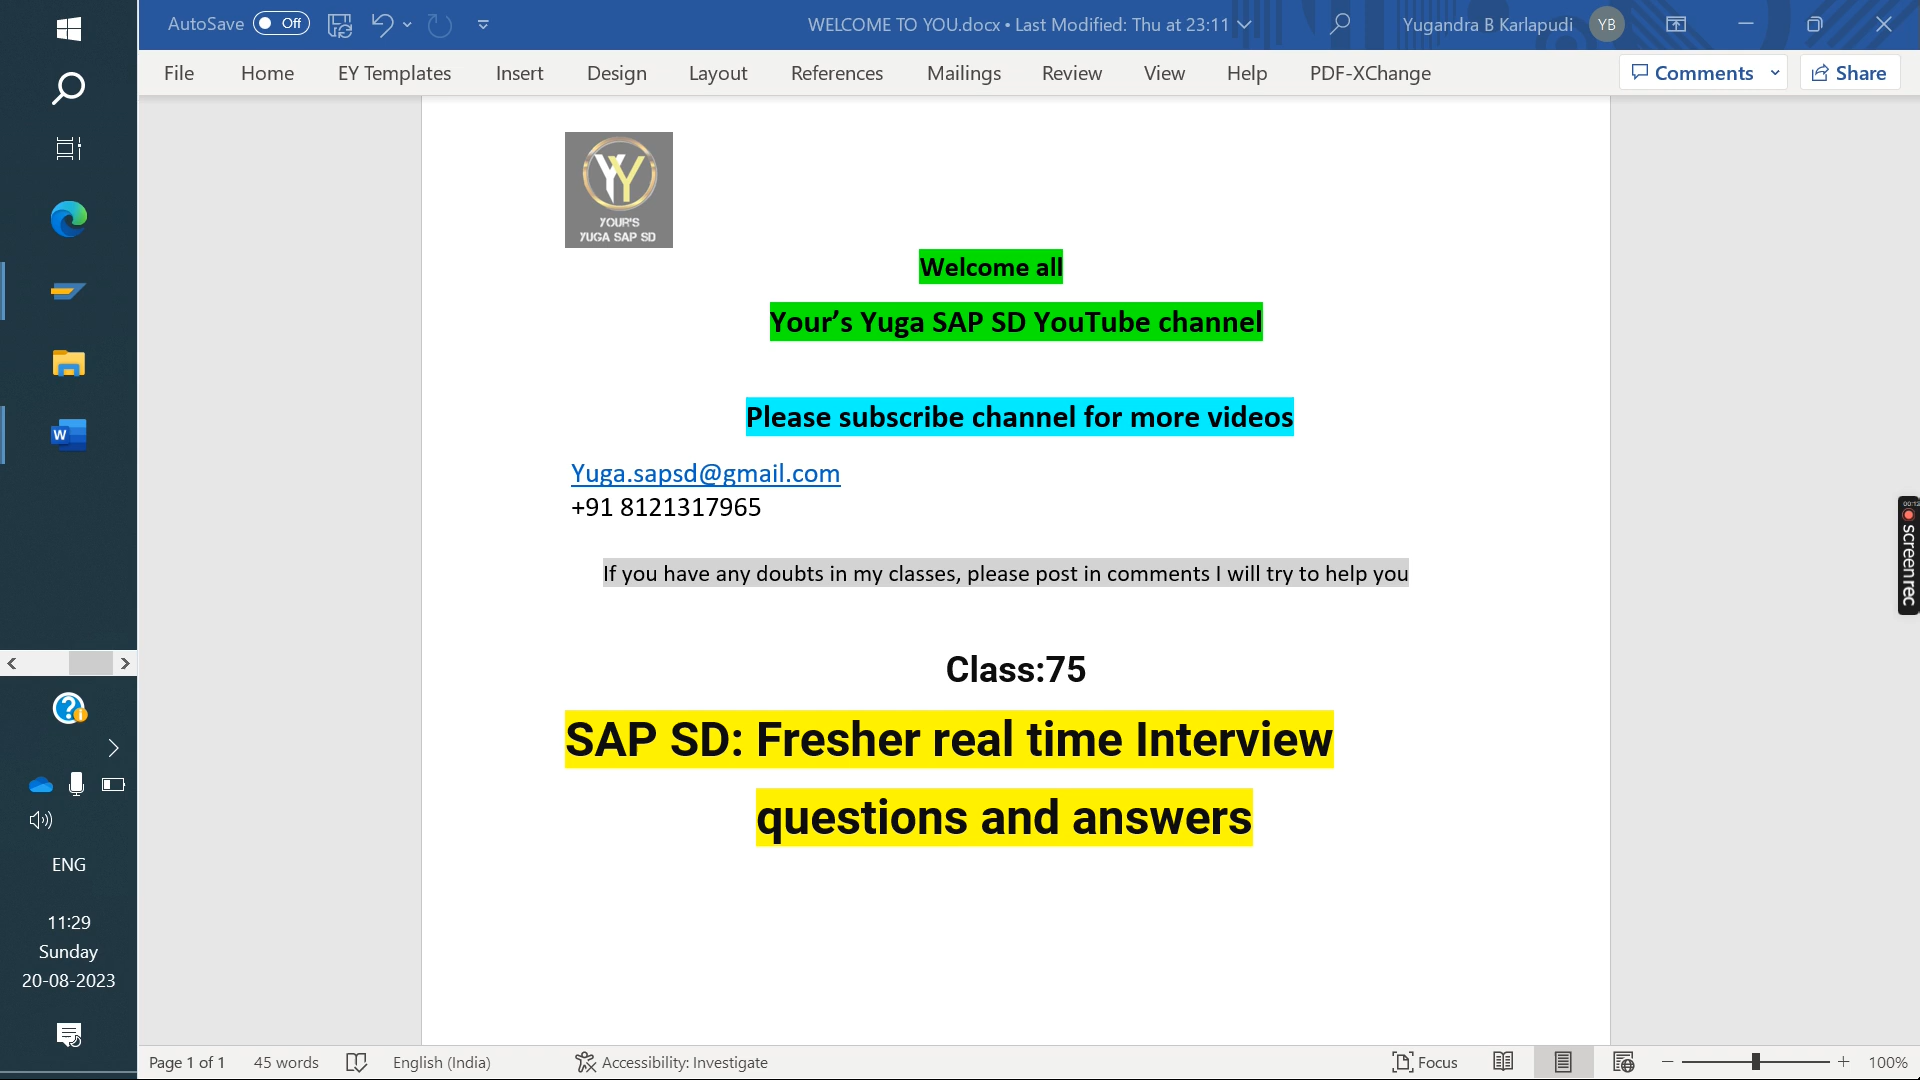 AutoSave Off
WELCOME TO YOU.docx • Last Modified: Thu at 23:11
Yugandra B Karlapudi YB
File Home EY Templates Insert Design Layout References Mailings Review View Help PDF-XChange Comments Share
YY
YOUR'S
YUGA SAP SD
Welcome all
Your’s Yuga SAP SD YouTube channel
Please subscribe channel for more videos
Yuga.sapsd@gmail.com
+91 8121317965
If you have any doubts in my classes, please post in comments I will try to help you
Class:75
SAP SD: Fresher real time Interview
questions and answers
screenrec
W
ENG
11:29
Sunday
20-08-2023
Page 1 of 1 45 words English (India) Accessibility: Investigate Focus 100%